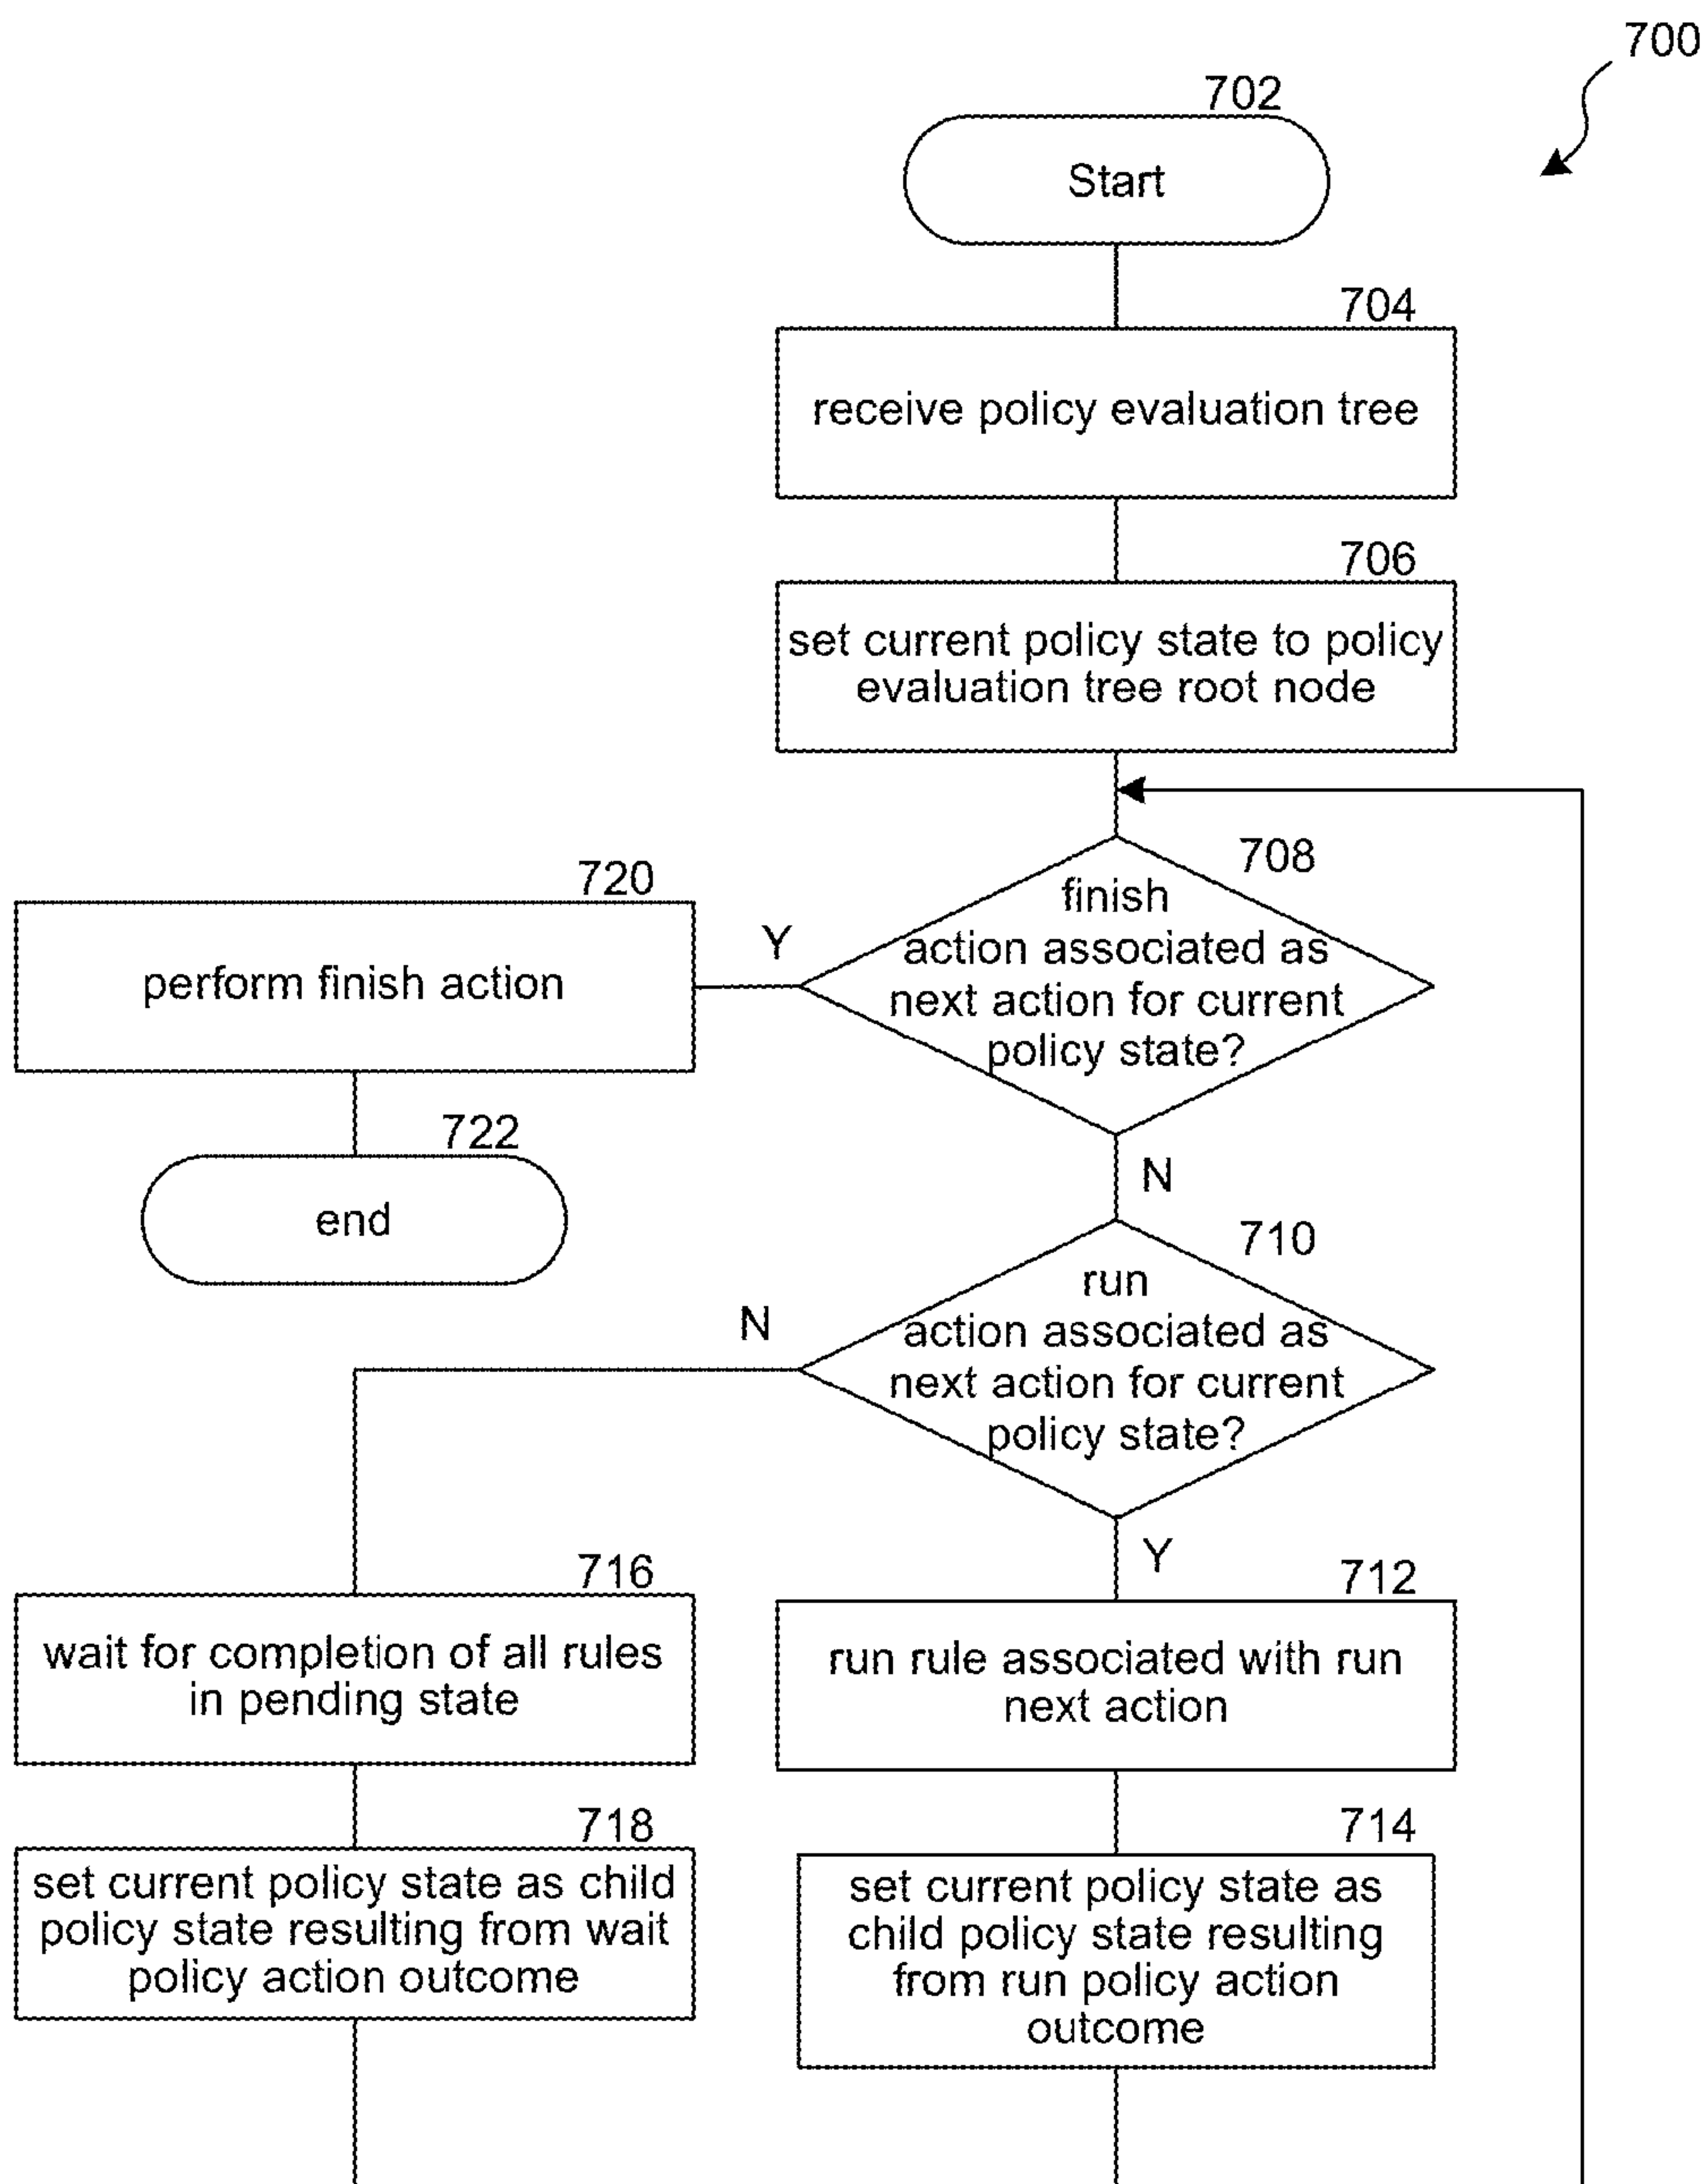 700
702
Start
704
receive policy evaluation tree
706
set current policy state to policy
evaluation tree root node
708
finish
action associated as
next action for current
policy state?
Y
720
perform finish action
722
end
N
710
run
action associated as
next action for current
policy state?
N
Y
716
wait for completion of all rules
in pending state
712
run rule associated with run
next action
718
set current policy state as child
policy state resulting from wait
policy action outcome
714
set current policy state as
child policy state resulting
from run policy action
outcome